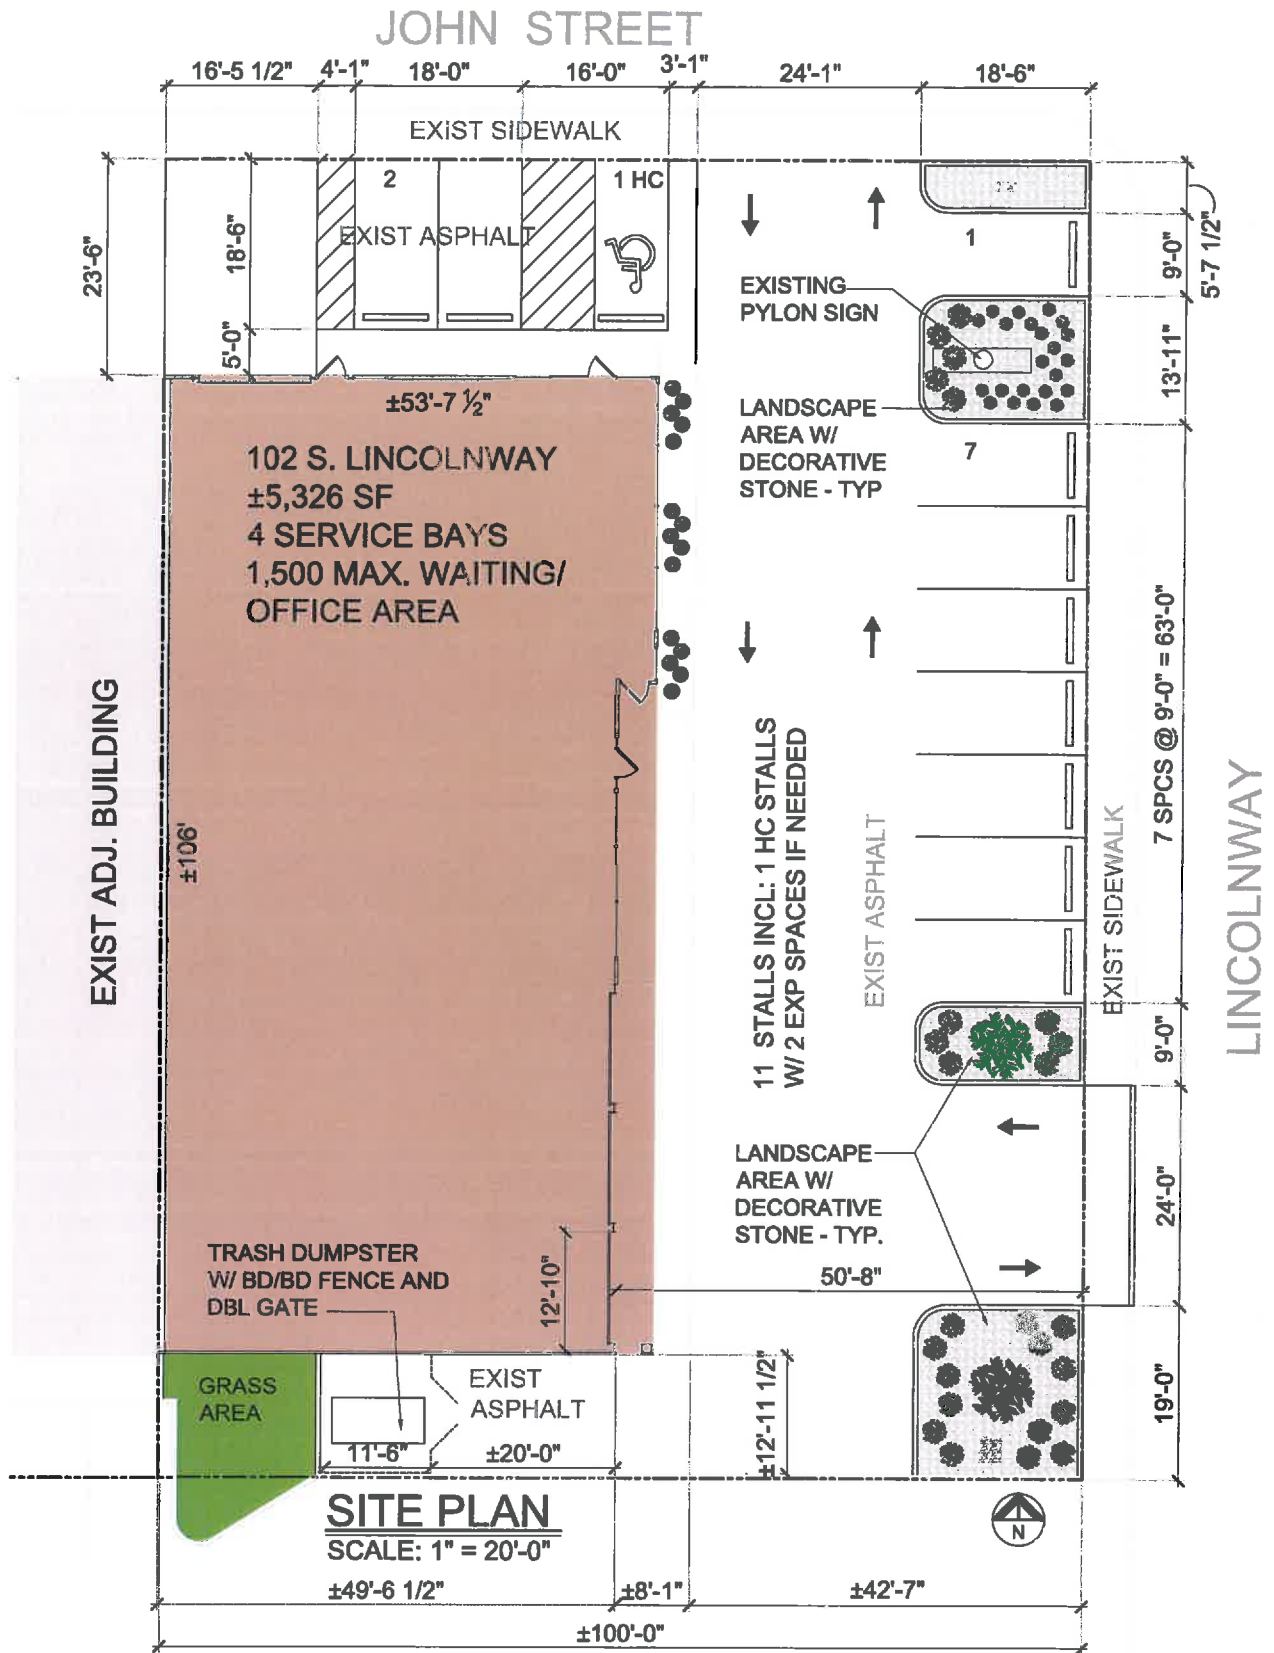 JOHN STREET
16'-5 1/2"
4'-1"
18'-0"
16'-0"
3'-1"
24'-1"
18'-6"
EXIST SIDEWALK
2
1 HC
EXIST ASPHALT
23'-6"
18'-6"
5'-0"
1
9'-0"
5'-7 1/2"
13'-11"
EXISTING
PYLON SIGN
±53'-7 ½"
LANDSCAPE
AREA W/
DECORATIVE
STONE - TYP
7
102 S. LINCOLNWAY
±5,326 SF
4 SERVICE BAYS
1,500 MAX. WAITING/
OFFICE AREA
EXIST ADJ. BUILDING
±106'
11 STALLS INCL: 1 HC STALLS
W/ 2 EXP SPACES IF NEEDED
EXIST ASPHALT
EXIST SIDEWALK
7 SPCS @ 9'-0" = 63'-0"
LINCOLNWAY
9'-0"
24'-0"
19'-0"
LANDSCAPE
AREA W/
DECORATIVE
STONE - TYP.
50'-8"
TRASH DUMPSTER
W/ BD/BD FENCE AND
DBL GATE
12'-10"
GRASS
AREA
EXIST
ASPHALT
11'-6"
±20'-0"
±12'-11 1/2"
SITE PLAN
SCALE: 1" = 20'-0"
N
±49'-6 1/2"
±8'-1"
±42'-7"
±100'-0"